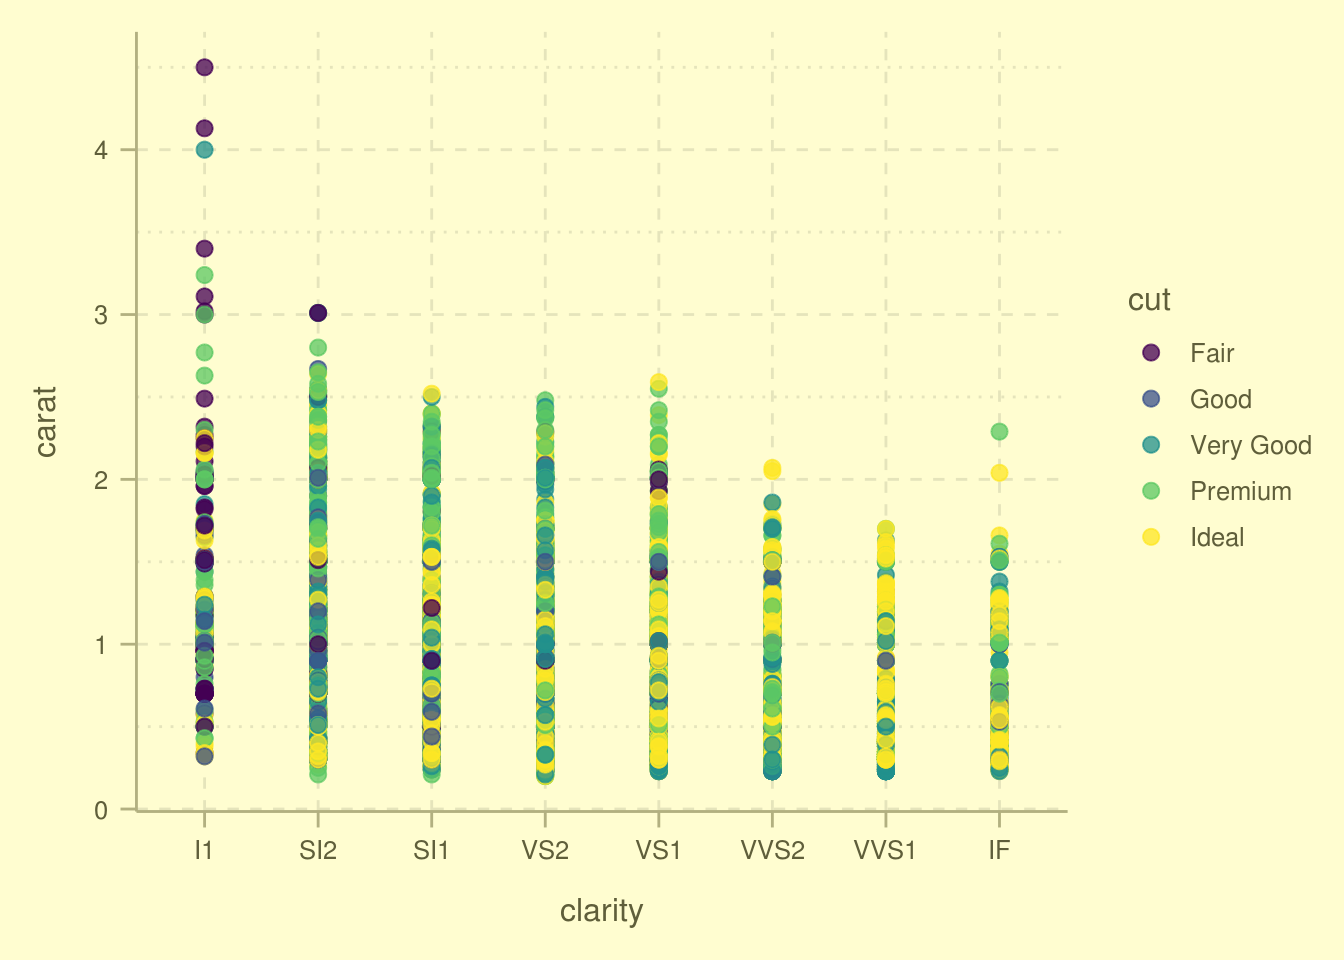 4
3
2
1
0
carat
I1 SI2 SI1 VS2 VS1 VVS2 VVS1 IF
clarity
cut
Fair
Good
Very Good
Premium
Ideal